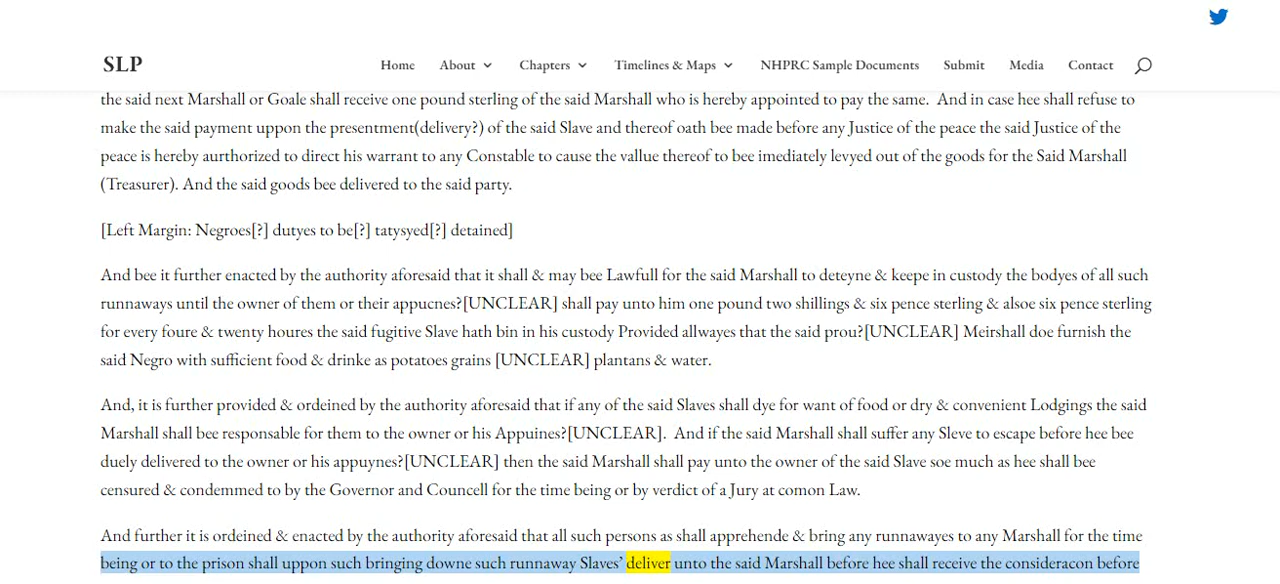 SLP
Home About Chapters Timelines & Maps NHPRC Sample Documents Submit Media Contact
the said next Marshall or Goale shall receive one pound sterling of the said Marshall who is hereby appointed to pay the same. And in case hee shall refuse to
make the said payment uppon the presentment(delivery?) of the said Slave and thereof oath bee made before any Justice of the peace the said Justice of the
peace is hereby aurthorized to direct his warrant to any Constable to cause the vallue thereof to bee imediately levyed out of the goods for the Said Marshall
(Treasurer). And the said goods bee delivered to the said party.
[Left Margin: Negroes[?] dutyes to be[?] tatysyed[?] detained]
And bee it further enacted by the authority aforesaid that it shall & may bee Lawfull for the said Marshall to deteyne & keepe in custody the bodyes of all such
runnaways until the owner of them or their appucnes?[UNCLEAR] shall pay unto him one pound two shillings & six pence sterling & alsoe six pence sterling
for every foure & twenty houres the said fugitive Slave hath bin in his custody Provided allwayes that the said prou?[UNCLEAR] Meirshall doe furnish the
said Negro with sufficient food & drinke as potatoes grains [UNCLEAR] plantans & water.
And, it is further provided & ordeined by the authority aforesaid that if any of the said Slaves shall dye for want of food or dry & convenient Lodgings the said
Marshall shall bee responsable for them to the owner or his Appuines?[UNCLEAR]. And if the said Marshall shall suffer any Sleve to escape before hee bee
duely delivered to the owner or his appuynes?[UNCLEAR] then the said Marshall shall pay unto the owner of the said Slave soe much as hee shall bee
censured & condemmed to by the Governor and Councell for the time being or by verdict of a Jury at comon Law.
And further it is ordeined & enacted by the authority aforesaid that all such persons as shall apprehende & bring any runnawayes to any Marshall for the time
being or to the prison shall uppon such bringing downe such runnaway Slaves’ deliver unto the said Marshall before hee shall receive the consideracon before